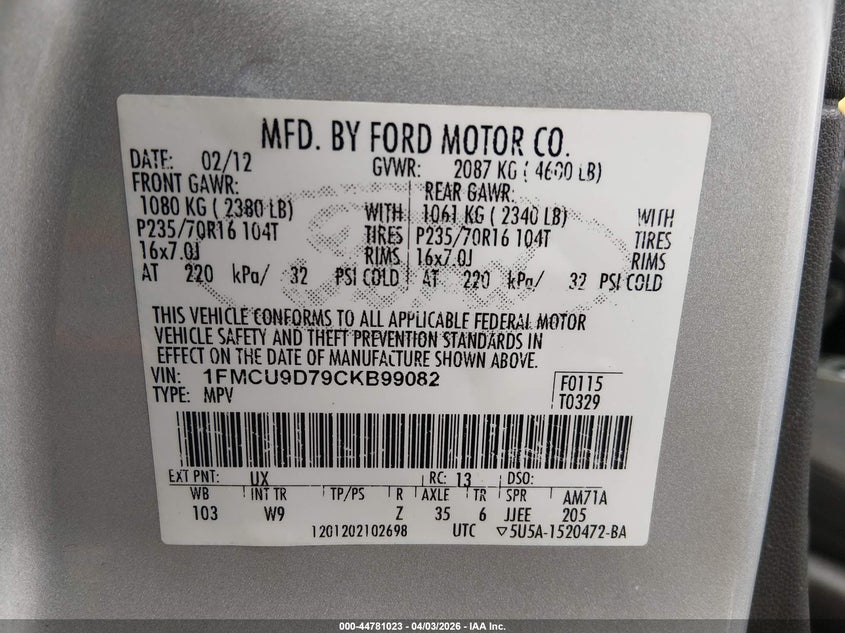 MFD. BY FORD MOTOR CO.
DATE: 02/12 GVWR: 2087 KG ( 4600 LB)
FRONT GAWR: REAR GAWR:
1080 KG ( 2380 LB) WITH 1061 KG ( 2340 LB) WITH
P235/70R16 104T TIRES P235/70R16 104T TIRES
16x7.0J RIMS 16x7.0J RIMS
AT 220 kPa/ 32 PSI COLD AT 220 kPa/ 32 PSI COLD
THIS VEHICLE CONFORMS TO ALL APPLICABLE FEDERAL MOTOR
VEHICLE SAFETY AND THEFT PREVENTION STANDARDS IN
EFFECT ON THE DATE OF MANUFACTURE SHOWN ABOVE.
VIN: 1FMCU9D79CKB99082 F0115
TYPE: MPV T0329
EXT PNT: UX RC: 13 DSO:
WB INT TR TP/PS R AXLE TR SPR AM71A
103 W9 Z 35 6 JJEE 205
1201202102698 UTC ▽5U5A-1520472-BA
000-44781023 - 04/03/2026 - IAA Inc.